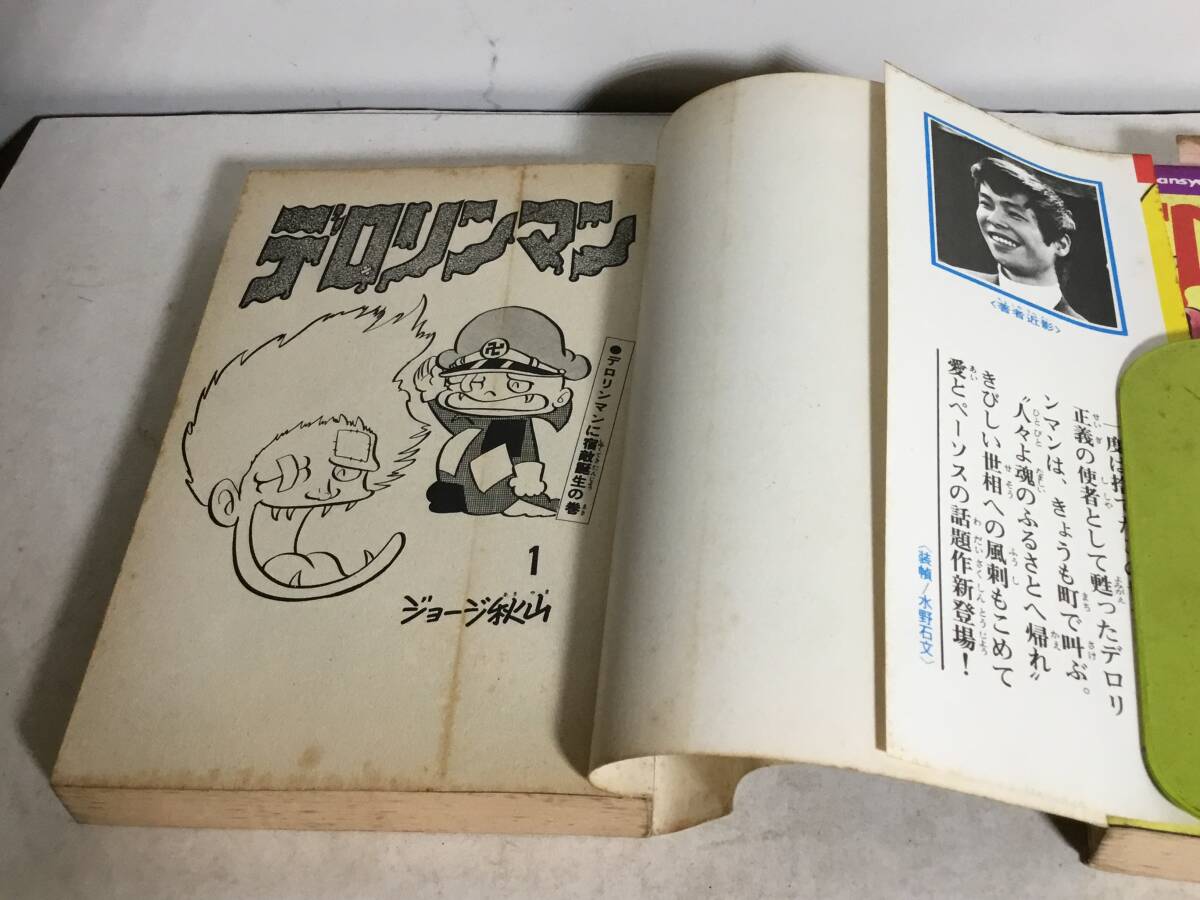 デロリンマン
●デロリンマンに宿敵誕生の巻
1
ジョージ秋山
〈著者近影〉
正義の使者として甦ったデロリ
ンマンは、きょうも町で叫ぶ。
〝人々よ魂のふるさとへ帰れ〟
きびしい世相への風刺もこめて
愛とペーソスの話題作新登場！
〈装幀/水野石文〉
ansy